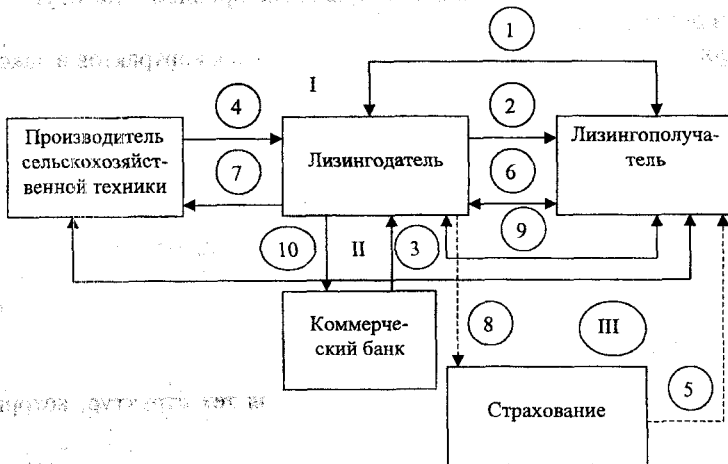 1
I
4
2
Производитель
сельскохозяйст-
венной техники
Лизингодатель
Лизингополуча-
тель
7
6
9
10
II
3
Коммерче-
ский банк
8
III
5
Страхование